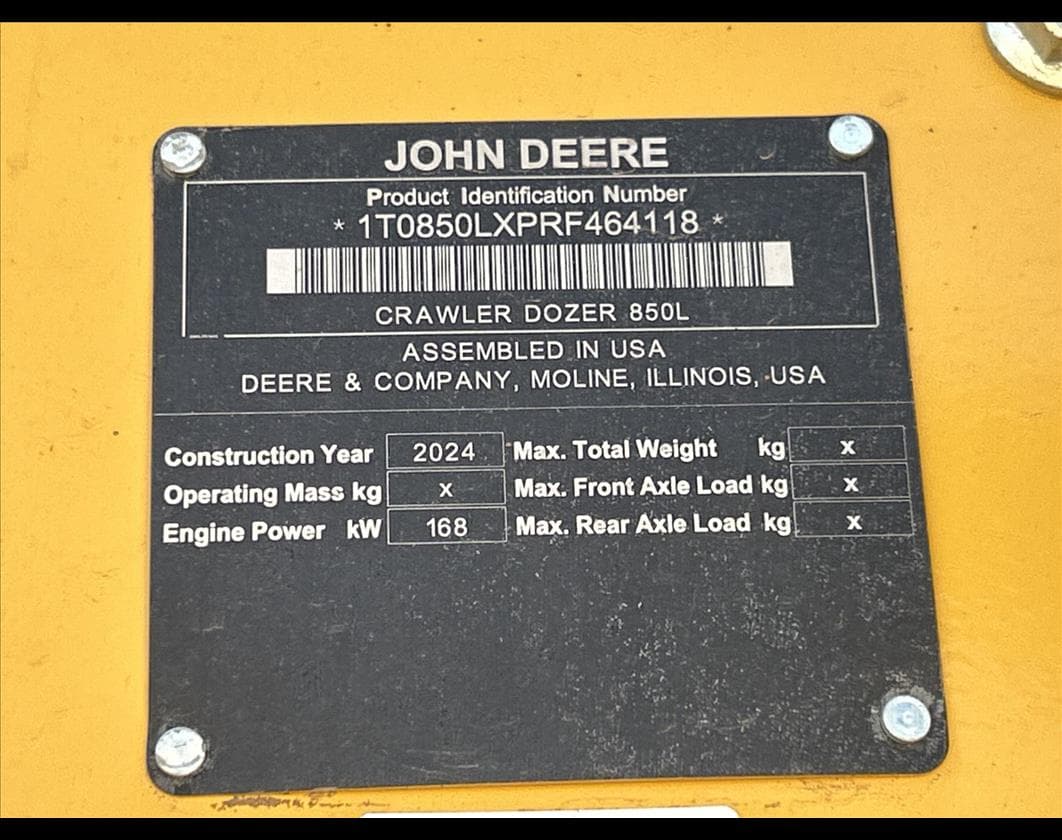 JOHN DEERE
Product Identification Number
* 1T0850LXPRF464118 *
CRAWLER DOZER 850L
ASSEMBLED IN USA
DEERE & COMPANY, MOLINE, ILLINOIS, USA
Construction Year 2024 Max. Total Weight kg x
Operating Mass kg x Max. Front Axle Load kg x
Engine Power kW 168 Max. Rear Axle Load kg x